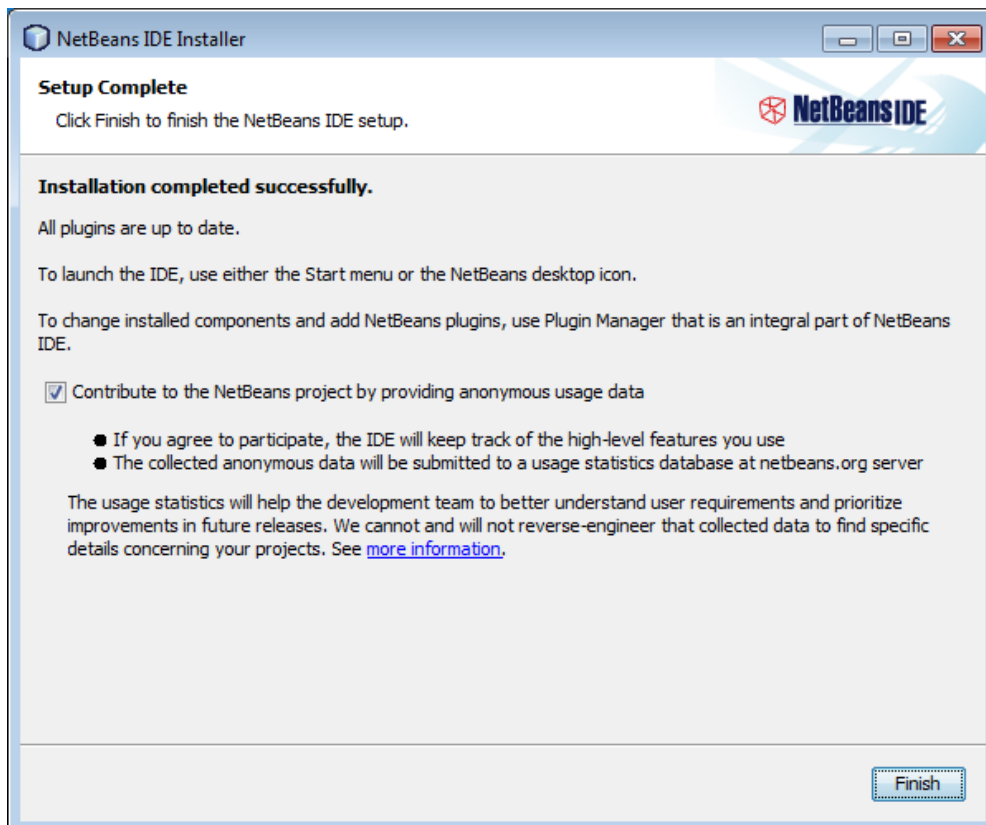 NetBeans IDE Installer
Setup Complete
Click Finish to finish the NetBeans IDE setup.
NetBeans IDE
Installation completed successfully.
All plugins are up to date.
To launch the IDE, use either the Start menu or the NetBeans desktop icon.
To change installed components and add NetBeans plugins, use Plugin Manager that is an integral part of NetBeans
IDE.
Contribute to the NetBeans project by providing anonymous usage data
If you agree to participate, the IDE will keep track of the high-level features you use
The collected anonymous data will be submitted to a usage statistics database at netbeans.org server
The usage statistics will help the development team to better understand user requirements and prioritize
improvements in future releases. We cannot and will not reverse-engineer that collected data to find specific
details concerning your projects. See more information.
Finish